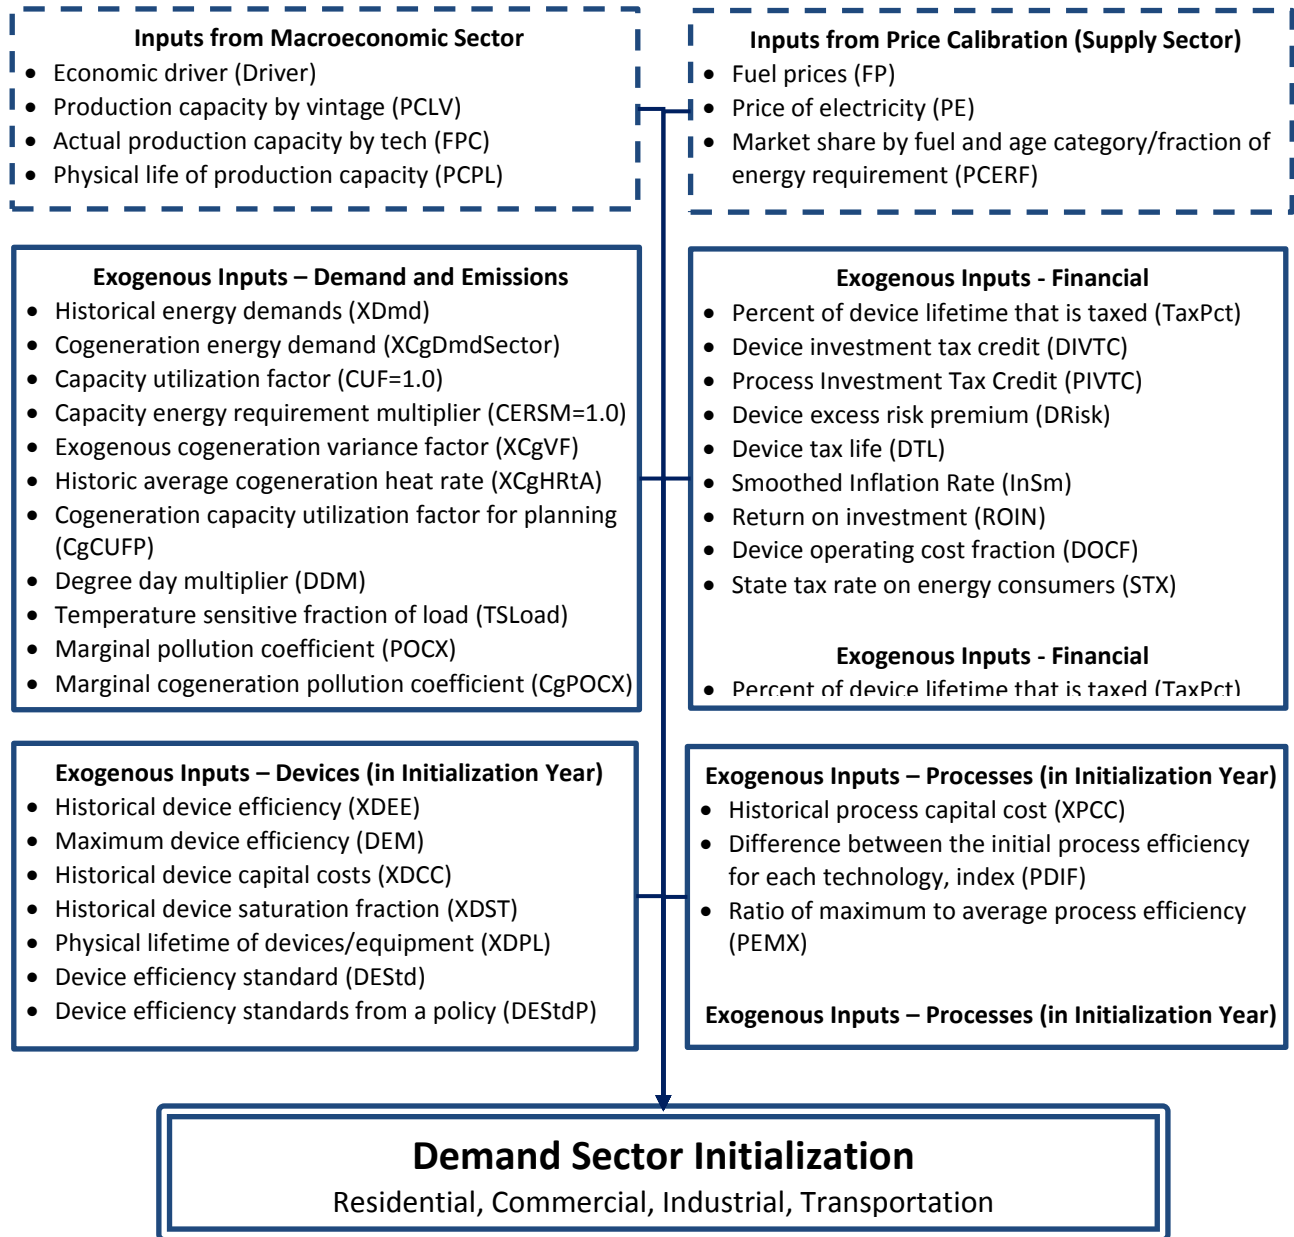 Inputs from Macroeconomic Sector
• Economic driver (Driver)
• Production capacity by vintage (PCLV)
• Actual production capacity by tech (FPC)
• Physical life of production capacity (PCPL)
Inputs from Price Calibration (Supply Sector)
• Fuel prices (FP)
• Price of electricity (PE)
• Market share by fuel and age category/fraction of
energy requirement (PCERF)
Exogenous Inputs – Demand and Emissions
• Historical energy demands (XDmd)
• Cogeneration energy demand (XCgDmdSector)
• Capacity utilization factor (CUF=1.0)
• Capacity energy requirement multiplier (CERSM=1.0)
• Exogenous cogeneration variance factor (XCgVF)
• Historic average cogeneration heat rate (XCgHRtA)
• Cogeneration capacity utilization factor for planning
(CgCUFP)
• Degree day multiplier (DDM)
• Temperature sensitive fraction of load (TSLoad)
• Marginal pollution coefficient (POCX)
• Marginal cogeneration pollution coefficient (CgPOCX)
Exogenous Inputs - Financial
• Percent of device lifetime that is taxed (TaxPct)
• Device investment tax credit (DIVTC)
• Process Investment Tax Credit (PIVTC)
• Device excess risk premium (DRisk)
• Device tax life (DTL)
• Smoothed Inflation Rate (InSm)
• Return on investment (ROIN)
• Device operating cost fraction (DOCF)
• State tax rate on energy consumers (STX)
Exogenous Inputs - Financial
• Percent of device lifetime that is taxed (TaxPct)
Exogenous Inputs – Devices (in Initialization Year)
• Historical device efficiency (XDEE)
• Maximum device efficiency (DEM)
• Historical device capital costs (XDCC)
• Historical device saturation fraction (XDST)
• Physical lifetime of devices/equipment (XDPL)
• Device efficiency standard (DEStd)
• Device efficiency standards from a policy (DEStdP)
Exogenous Inputs – Processes (in Initialization Year)
• Historical process capital cost (XPCC)
• Difference between the initial process efficiency
for each technology, index (PDIF)
• Ratio of maximum to average process efficiency
(PEMX)
Exogenous Inputs – Processes (in Initialization Year)
Demand Sector Initialization
Residential, Commercial, Industrial, Transportation